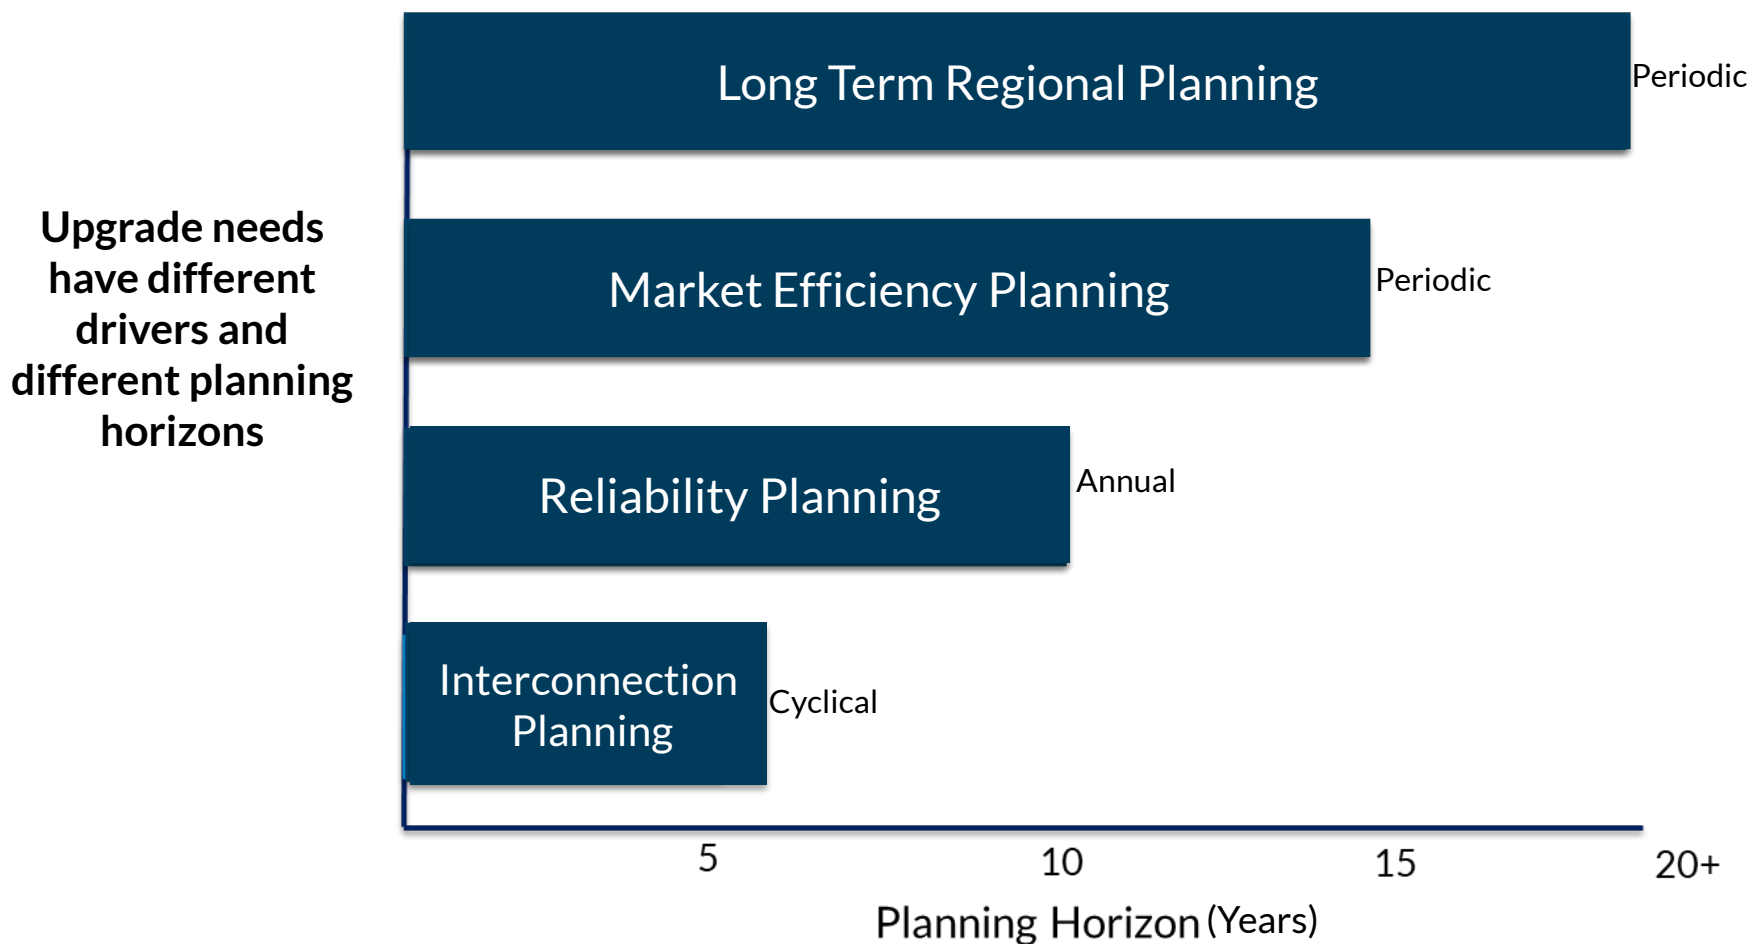 Long Term Regional Planning
Periodic
Upgrade needs
have different
drivers and
different planning
horizons
Market Efficiency Planning
Periodic
Reliability Planning
Annual
Interconnection
Planning
Cyclical
5 10 15 20+
Planning Horizon (Years)